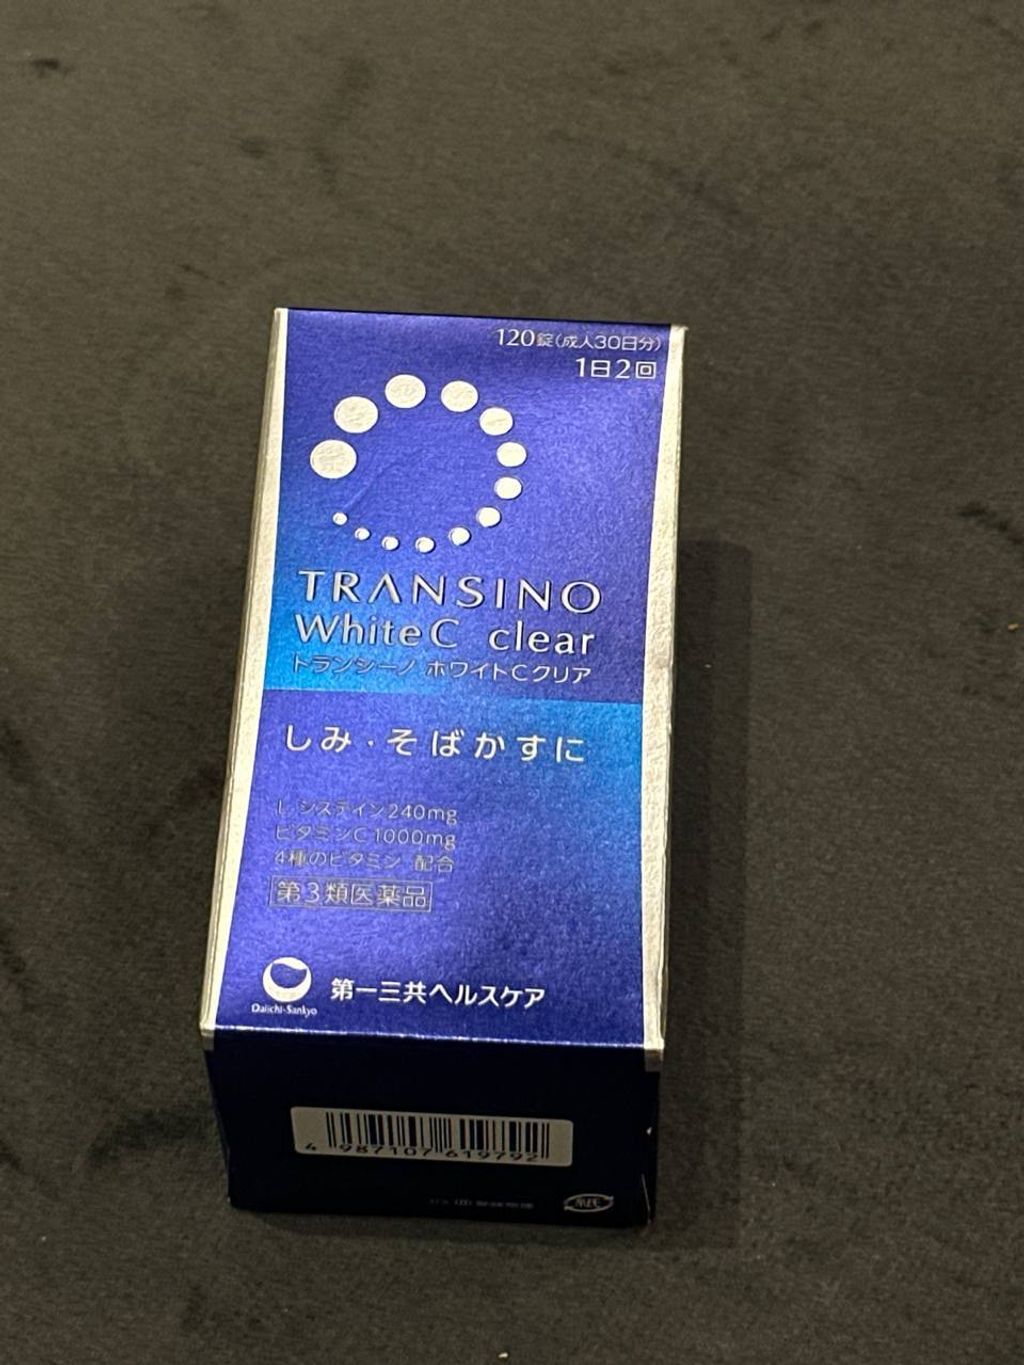 120錠(成人30日分)
1日2回
TRANSINO
White C clear
トランシーノ ホワイトCクリア
しみ・そばかすに
L-システイン240mg
ビタミンC 1000mg
4種のビタミン 配合
第3類医薬品
Daiichi-Sankyo
第一三共ヘルスケア
4 987107 619792